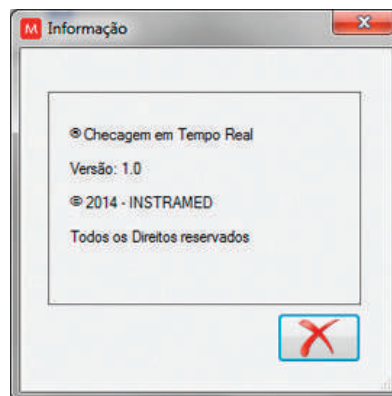 M Informação
® Checagem em Tempo Real
Versão: 1.0
© 2014 - INSTRAMED
Todos os Direitos reservados